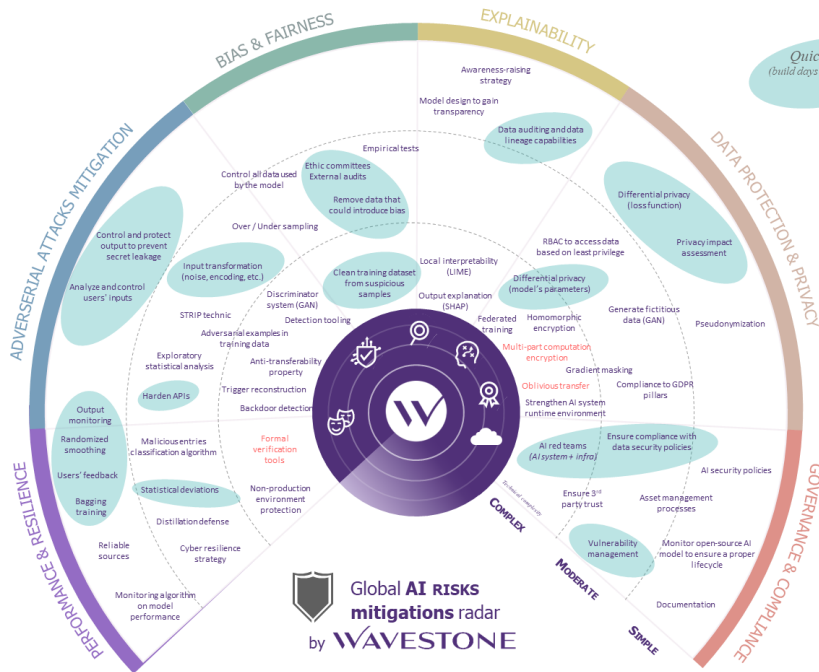 BIAS & FAIRNESS
EXPLAINABILITY
ADVERSERIAL ATTACKS MITIGATION
DATA PROTECTION & PRIVACY
PERFORMANCE & RESILIENCE
GOVERNANCE & COMPLIANCE
(build days
Awareness-raising
strategy
Model design to gain
transparency
Data auditing and data
lineage capabilities
Empirical tests
Control all data used
by the model
Ethic committees
External audits
Remove data that
could introduce bias
Over / Under sampling
Differential privacy
(loss function)
Privacy impact
assessment
Control and protect
output to prevent
secret leakage
Analyze and control
users' inputs
Input transformation
(noise, encoding, etc.)
Clean training dataset
from suspicious
samples
Local interpretability
(LIME)
Output explanation
(SHAP)
RBAC to access data
based on least privilege
Differential privacy
(model's parameters)
Discriminator
system (GAN)
Detection tooling
STRIP technic
Adversarial examples in
training data
Federated
training
Homomorphic
encryption
Generate fictitious
data (GAN)
Pseudonymization
Multi-part computation
encryption
Exploratory
statistical analysis
Anti-transferability
property
Gradient masking
Oblivious transfer
Compliance to GDPR
pillars
Harden APIs
Trigger reconstruction
Backdoor detection
Strengthen AI system
runtime environment
Output
monitoring
Randomized
smoothing
Users' feedback
Bagging
training
Malicious entries
classification algorithm
Formal
verification
tools
AI red teams
(AI system + infra)
Ensure compliance with
data security policies
AI security policies
Statistical deviations
Non-production
environment
protection
Distillation defense
Ensure 3rd
party trust
Asset management
processes
Reliable
sources
Cyber resilience
strategy
Vulnerability
management
Monitor open-source AI
model to ensure a proper
lifecycle
Monitoring algorithm
on model
performance
Documentation
Technical complexity
COMPLEX
MODERATE
SIMPLE
W
Global AI RISKS
mitigations radar
by WAVESTONE